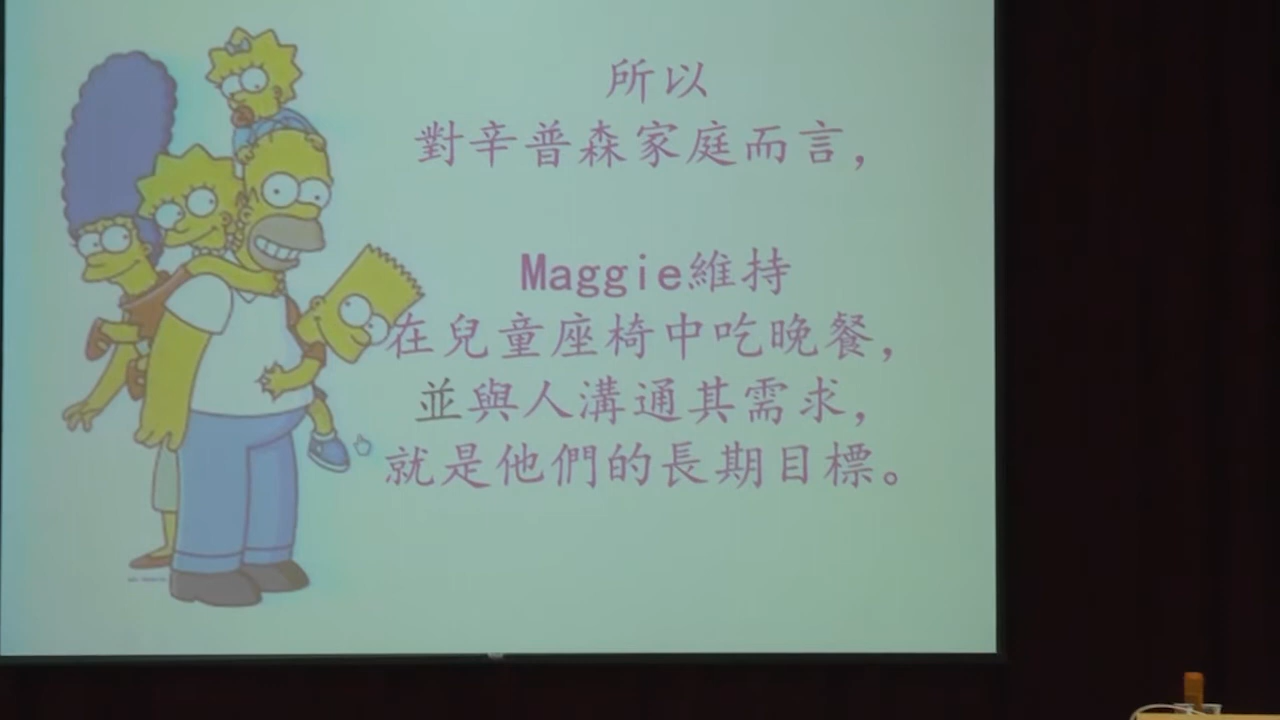 所以
對辛普森家庭而言，
Maggie維持
在兒童座椅中吃晚餐，
並與人溝通其需求，
就是他們的長期目標。